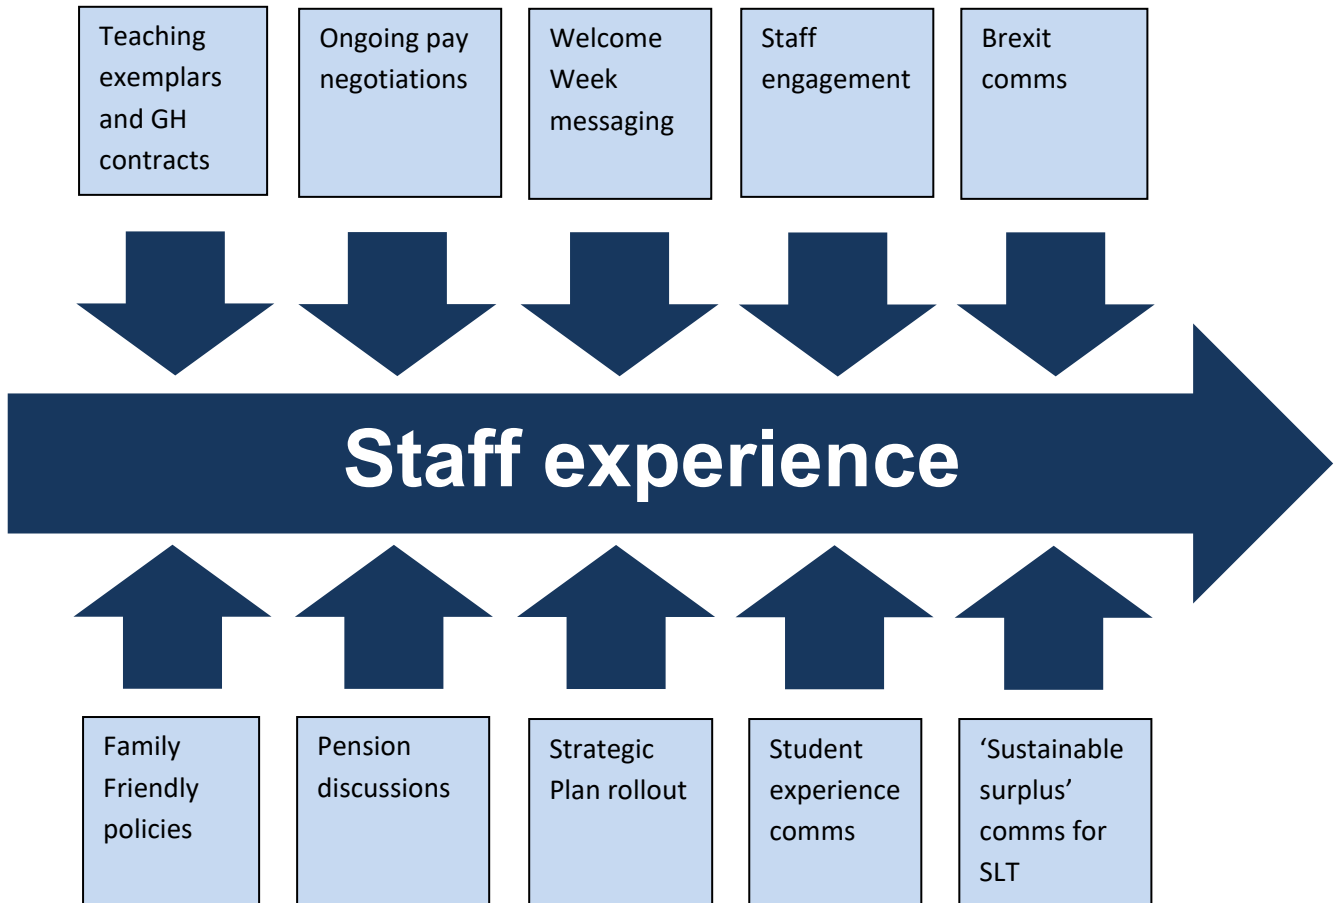 Teaching
exemplars
and GH
contracts
Ongoing pay
negotiations
Welcome
Week
messaging
Staff
engagement
Brexit
comms
Staff experience
Family
Friendly
policies
Pension
discussions
Strategic
Plan rollout
Student
experience
comms
‘Sustainable
surplus’
comms for
SLT